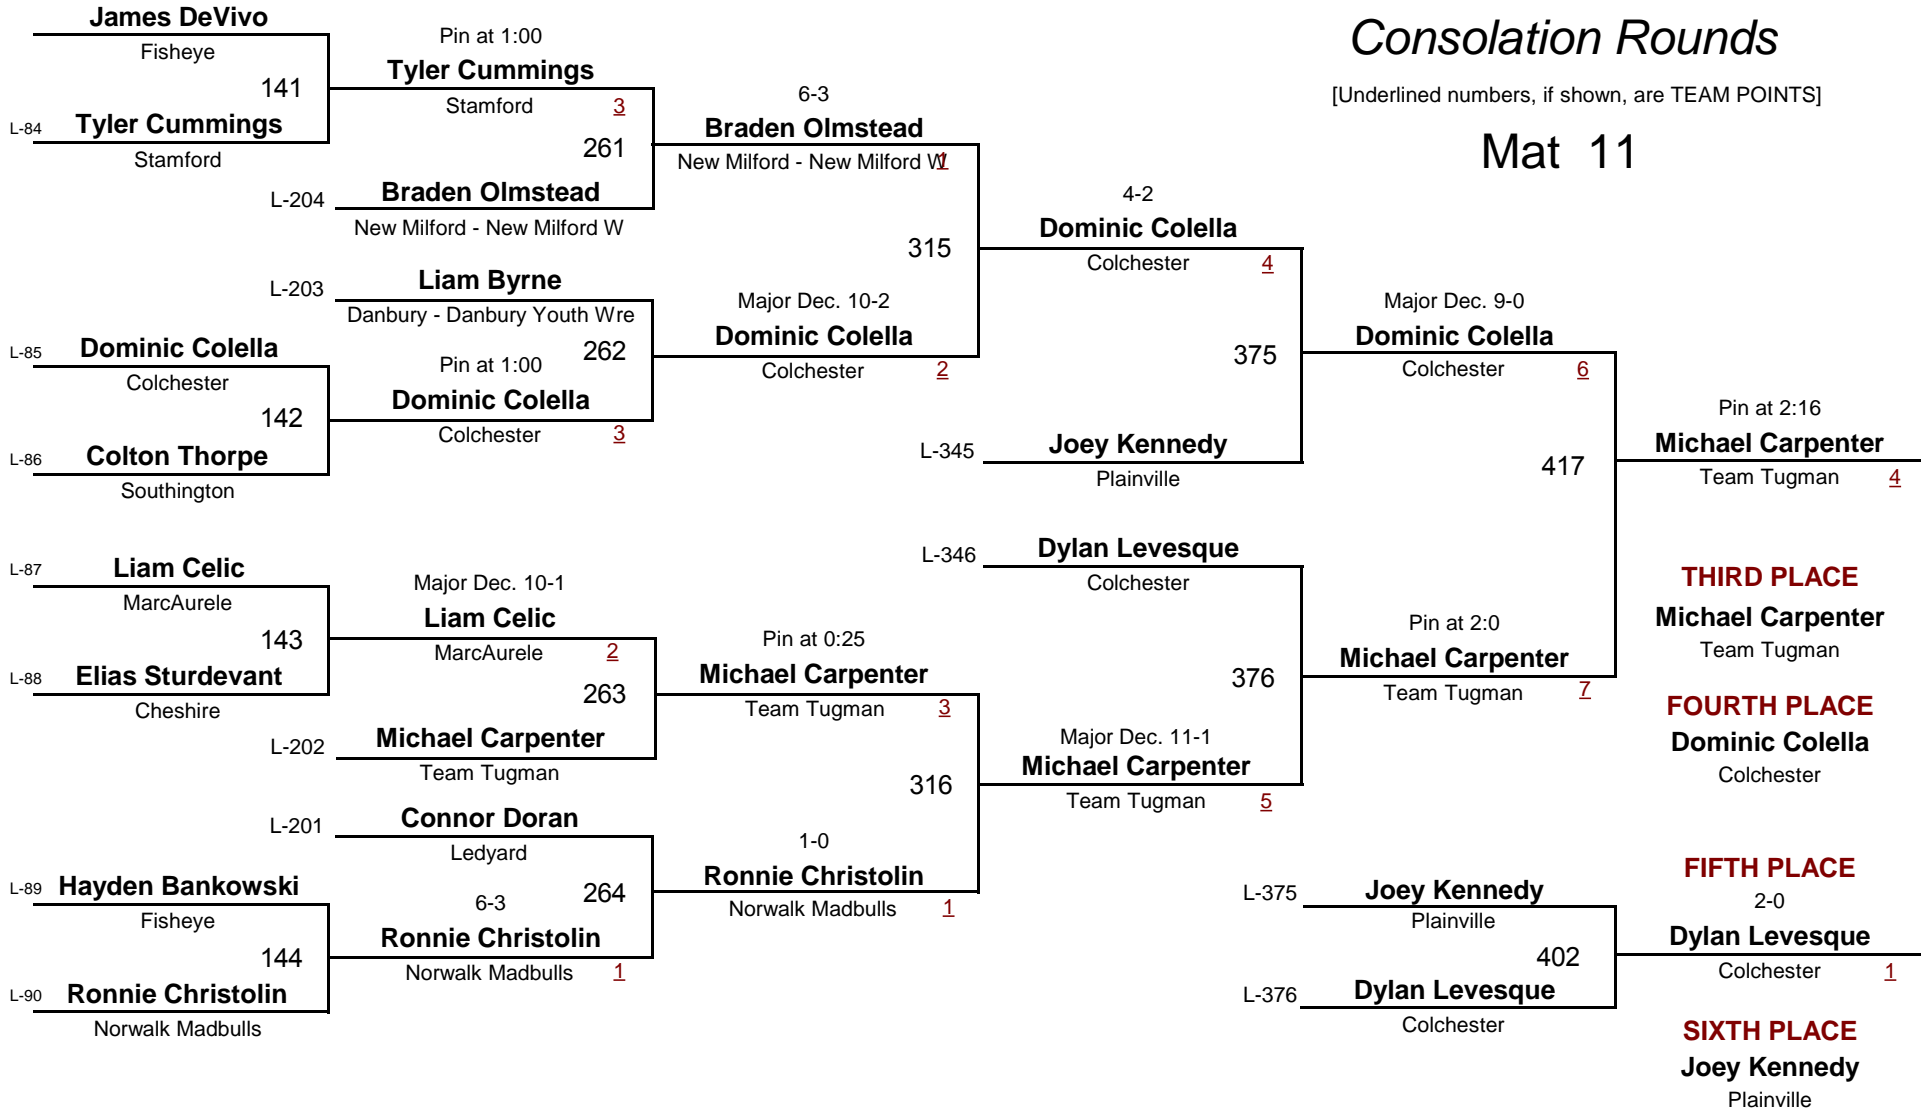 Consolation Rounds
[Underlined numbers, if shown, are TEAM POINTS]
Mat 11
James DeVivo
Fisheye
141
L-84 Tyler Cummings
Stamford
L-85 Dominic Colella
Colchester
142
L-86 Colton Thorpe
Southington
L-87 Liam Celic
MarcAurele
143
L-88 Elias Sturdevant
Cheshire
L-89 Hayden Bankowski
Fisheye
144
L-90 Ronnie Christolin
Norwalk Madbulls
Pin at 1:00
Tyler Cummings
Stamford 3
261
L-204 Braden Olmstead
New Milford - New Milford W
L-203 Liam Byrne
Danbury - Danbury Youth Wre
262
Pin at 1:00
Dominic Colella
Colchester 3
Major Dec. 10-1
Liam Celic
MarcAurele 2
263
L-202 Michael Carpenter
Team Tugman
L-201 Connor Doran
Ledyard
264
6-3
Ronnie Christolin
Norwalk Madbulls 1
6-3
Braden Olmstead
New Milford - New Milford W 1
315
Major Dec. 10-2
Dominic Colella
Colchester 2
Pin at 0:25
Michael Carpenter
Team Tugman 3
316
1-0
Ronnie Christolin
Norwalk Madbulls 1
4-2
Dominic Colella
Colchester 4
375
L-345 Joey Kennedy
Plainville
L-346 Dylan Levesque
Colchester
376
Major Dec. 11-1
Michael Carpenter
Team Tugman 5
Major Dec. 9-0
Dominic Colella
Colchester 6
417
Pin at 2:0
Michael Carpenter
Team Tugman 7
L-375 Joey Kennedy
Plainville
402
L-376 Dylan Levesque
Colchester
Pin at 2:16
Michael Carpenter
Team Tugman 4
THIRD PLACE
Michael Carpenter
Team Tugman
FOURTH PLACE
Dominic Colella
Colchester
FIFTH PLACE
2-0
Dylan Levesque
Colchester 1
SIXTH PLACE
Joey Kennedy
Plainville